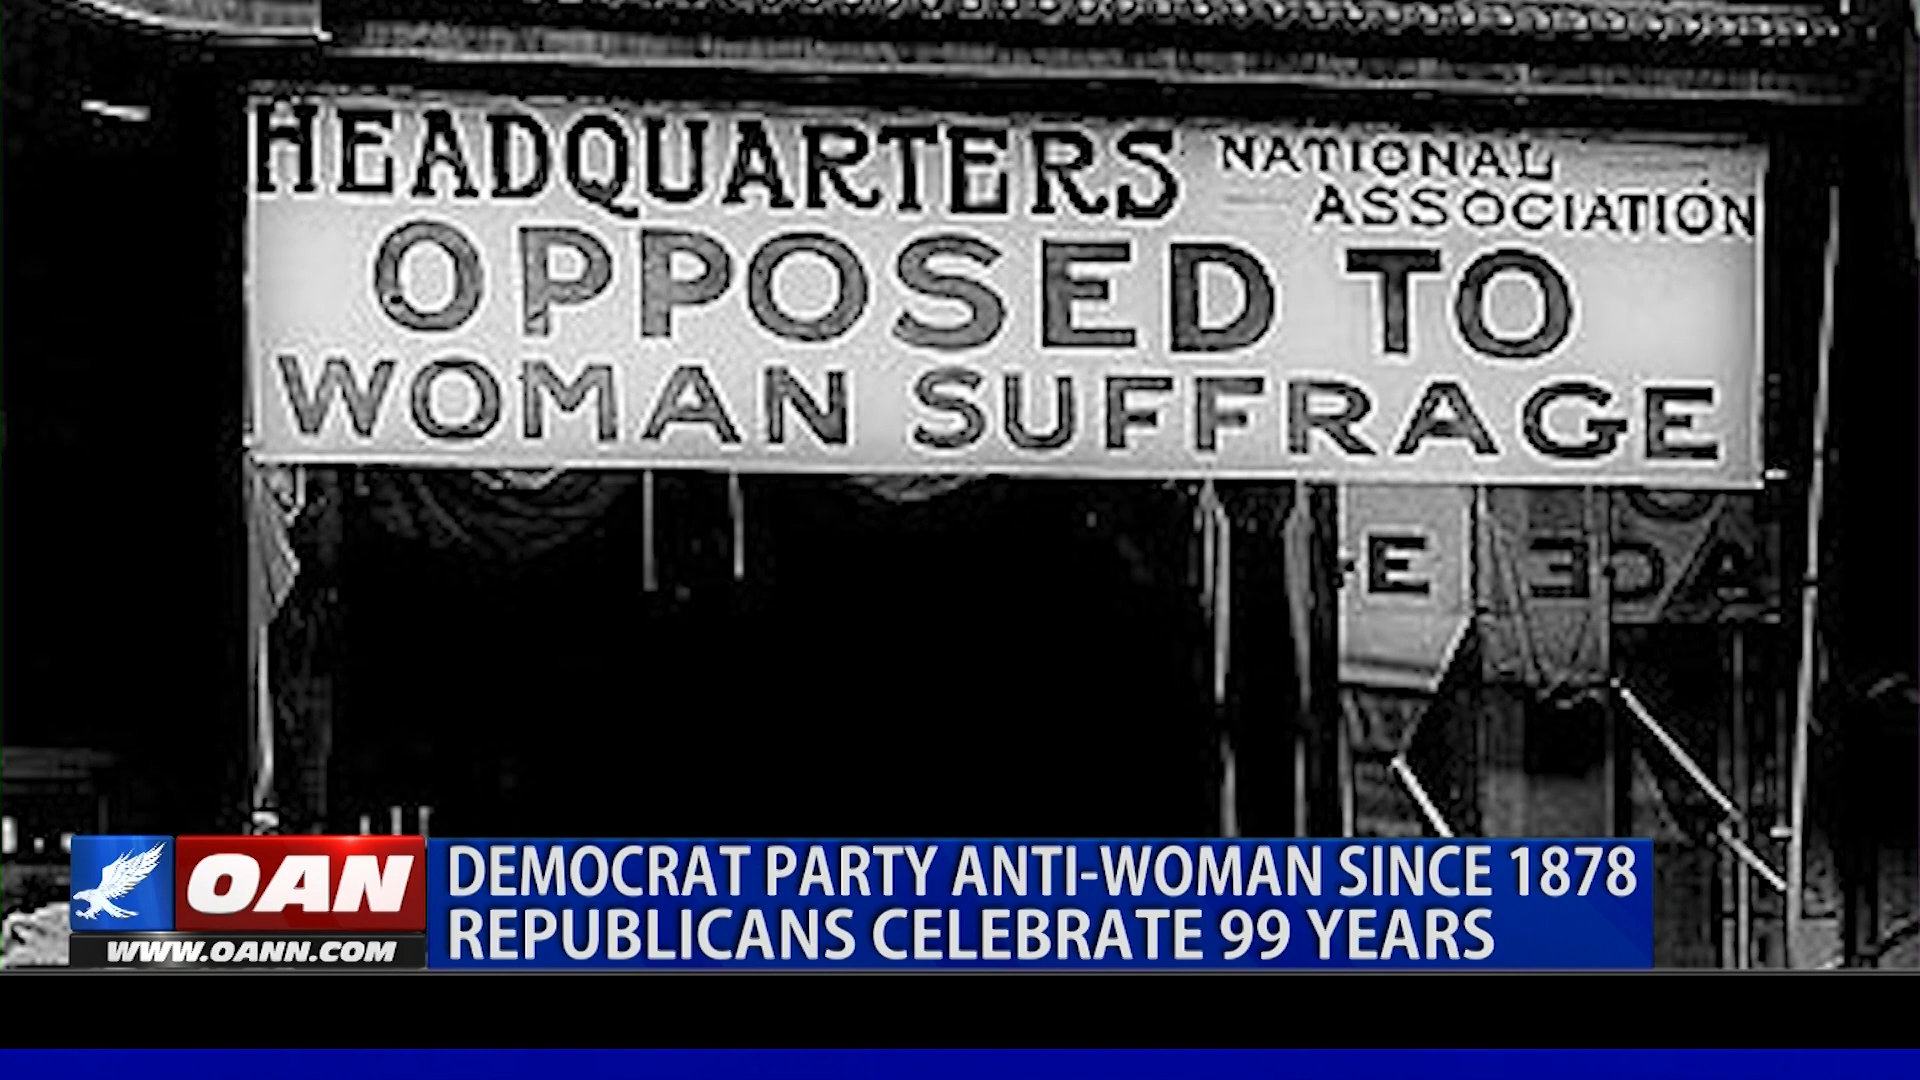 HEADQUARTERS NATIONAL
ASSOCIATION
OPPOSED TO
WOMAN SUFFRAGE
E
OAN
WWW.OANN.COM
DEMOCRAT PARTY ANTI-WOMAN SINCE 1878
REPUBLICANS CELEBRATE 99 YEARS